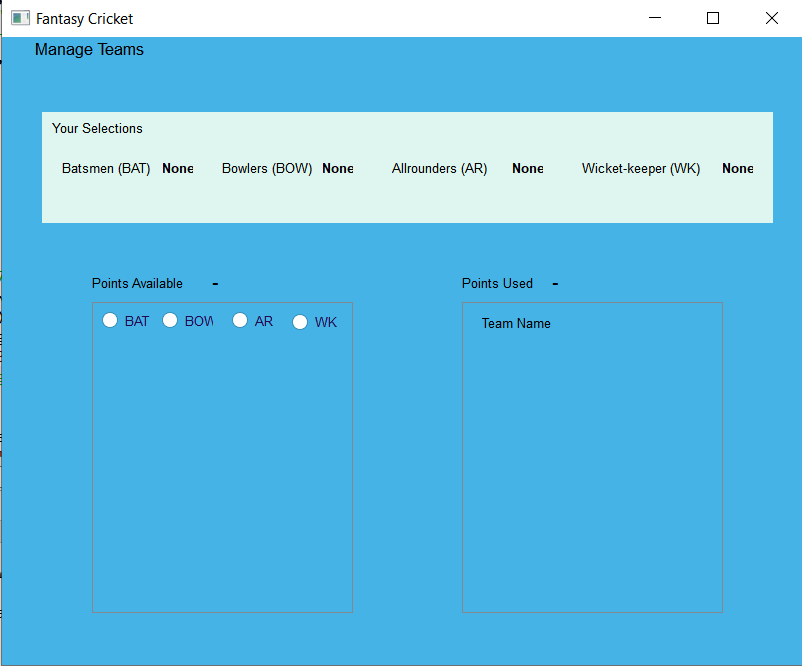 Fantasy Cricket
Manage Teams
Your Selections
Batsmen (BAT) None Bowlers (BOW) None Allrounders (AR) None Wicket-keeper (WK) None
Points Available - Points Used -
BAT BOW AR WK Team Name